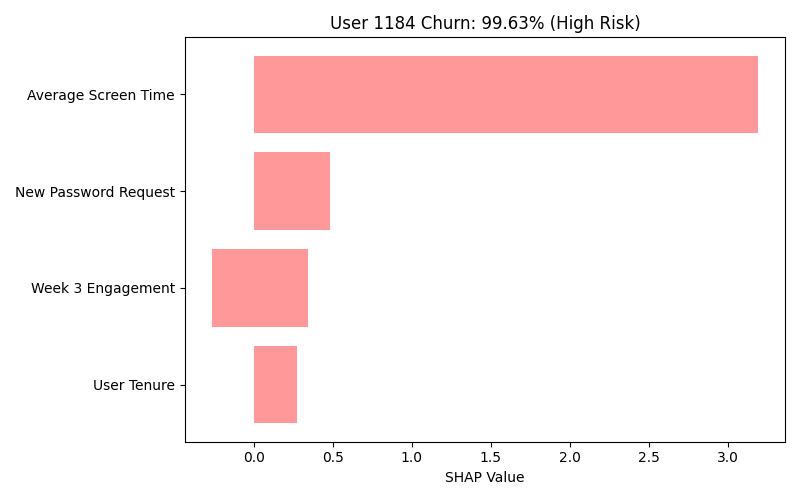 User 1184 Churn: 99.63% (High Risk)
Average Screen Time
New Password Request
Week 3 Engagement
User Tenure
0.0 0.5 1.0 1.5 2.0 2.5 3.0
SHAP Value